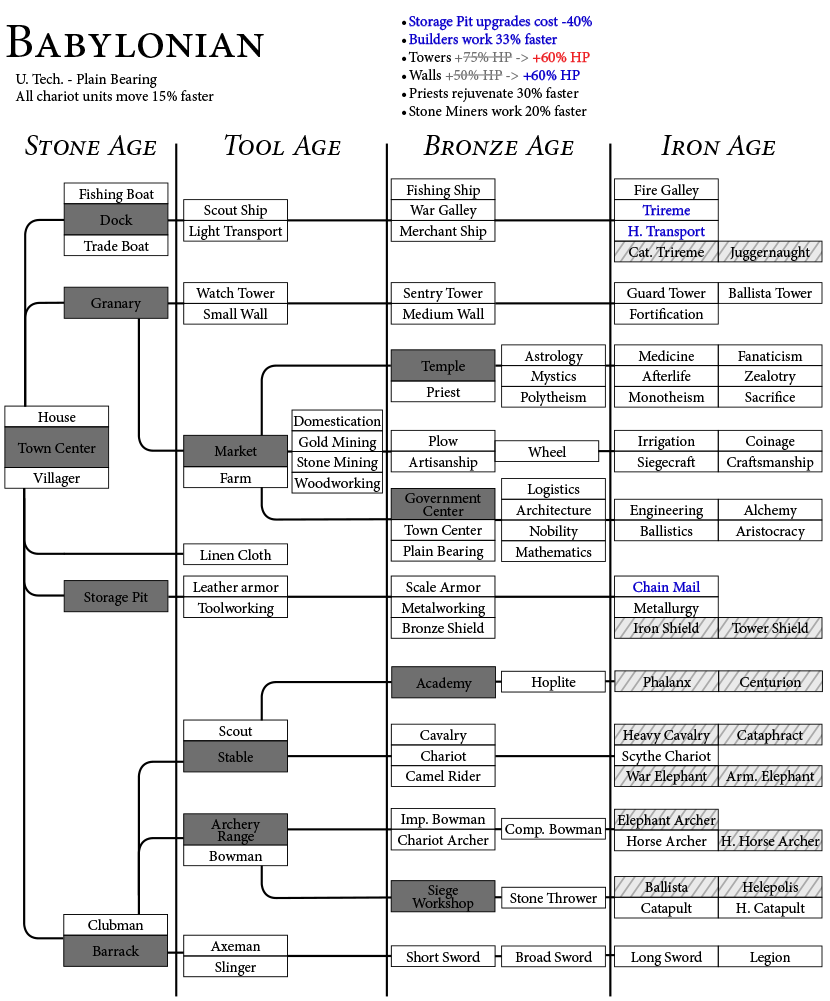 BABYLONIAN
U. Tech. - Plain Bearing
All chariot units move 15% faster
• Storage Pit upgrades cost -40%
• Builders work 33% faster
• Towers +75% HP -> +60% HP
• Walls +50% HP -> +60% HP
• Priests rejuvenate 30% faster
• Stone Miners work 20% faster
STONE AGE
TOOL AGE
BRONZE AGE
IRON AGE
Fishing Boat
Dock
Trade Boat
Scout Ship
Light Transport
Fishing Ship
War Galley
Merchant Ship
Fire Galley
Trireme
H. Transport
Cat. Trireme
Juggernaught
Granary
Watch Tower
Small Wall
Sentry Tower
Medium Wall
Guard Tower
Ballista Tower
Fortification
Temple
Priest
Astrology
Mystics
Polytheism
Medicine
Fanaticism
Afterlife
Zealotry
Monotheism
Sacrifice
House
Town Center
Villager
Market
Farm
Domestication
Gold Mining
Stone Mining
Woodworking
Plow
Artisanship
Wheel
Irrigation
Coinage
Siegecraft
Craftsmanship
Government
Center
Town Center
Plain Bearing
Logistics
Architecture
Nobility
Mathematics
Engineering
Alchemy
Ballistics
Aristocracy
Linen Cloth
Storage Pit
Leather armor
Toolworking
Scale Armor
Metalworking
Bronze Shield
Chain Mail
Metallurgy
Iron Shield
Tower Shield
Academy
Hoplite
Phalanx
Centurion
Scout
Stable
Cavalry
Chariot
Camel Rider
Heavy Cavalry
Cataphract
Scythe Chariot
War Elephant
Arm. Elephant
Archery
Range
Bowman
Imp. Bowman
Chariot Archer
Comp. Bowman
Elephant Archer
Horse Archer
H. Horse Archer
Siege
Workshop
Stone Thrower
Ballista
Helepolis
Catapult
H. Catapult
Clubman
Barrack
Axeman
Slinger
Short Sword
Broad Sword
Long Sword
Legion